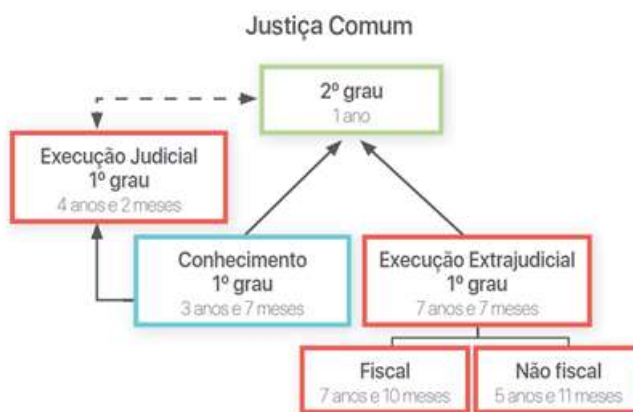 Justiça Comum
2º grau
1 ano
Execução Judicial
1º grau
4 anos e 2 meses
Conhecimento
1º grau
3 anos e 7 meses
Execução Extrajudicial
1º grau
7 anos e 7 meses
Fiscal
7 anos e 10 meses
Não fiscal
5 anos e 11 meses